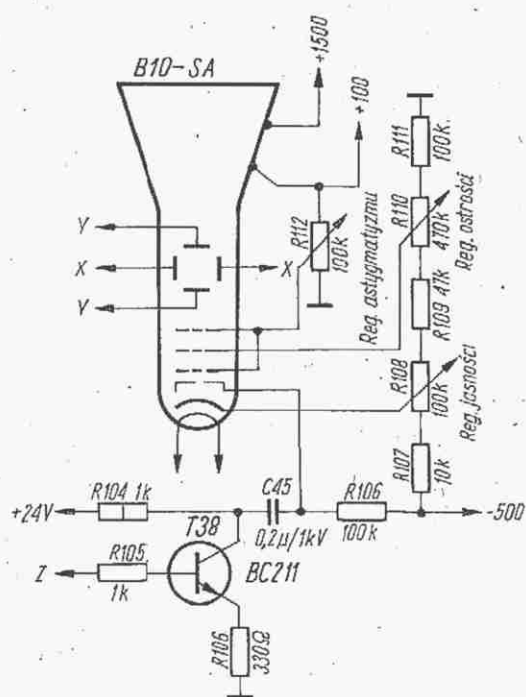 B10-SA
+1500
+100
R111
100k
R110
470k
Reg. ostrości
R112
100k
Reg. astygmatyzmu
Y
X
X
Y
R109 47k
R108
100k
Reg. jasności
R107
10k
R104 1k
+24V
C45
0,2µ/1kV
R106
100k
-500
T38
BC211
Z
R105
1k
R106
330Ω